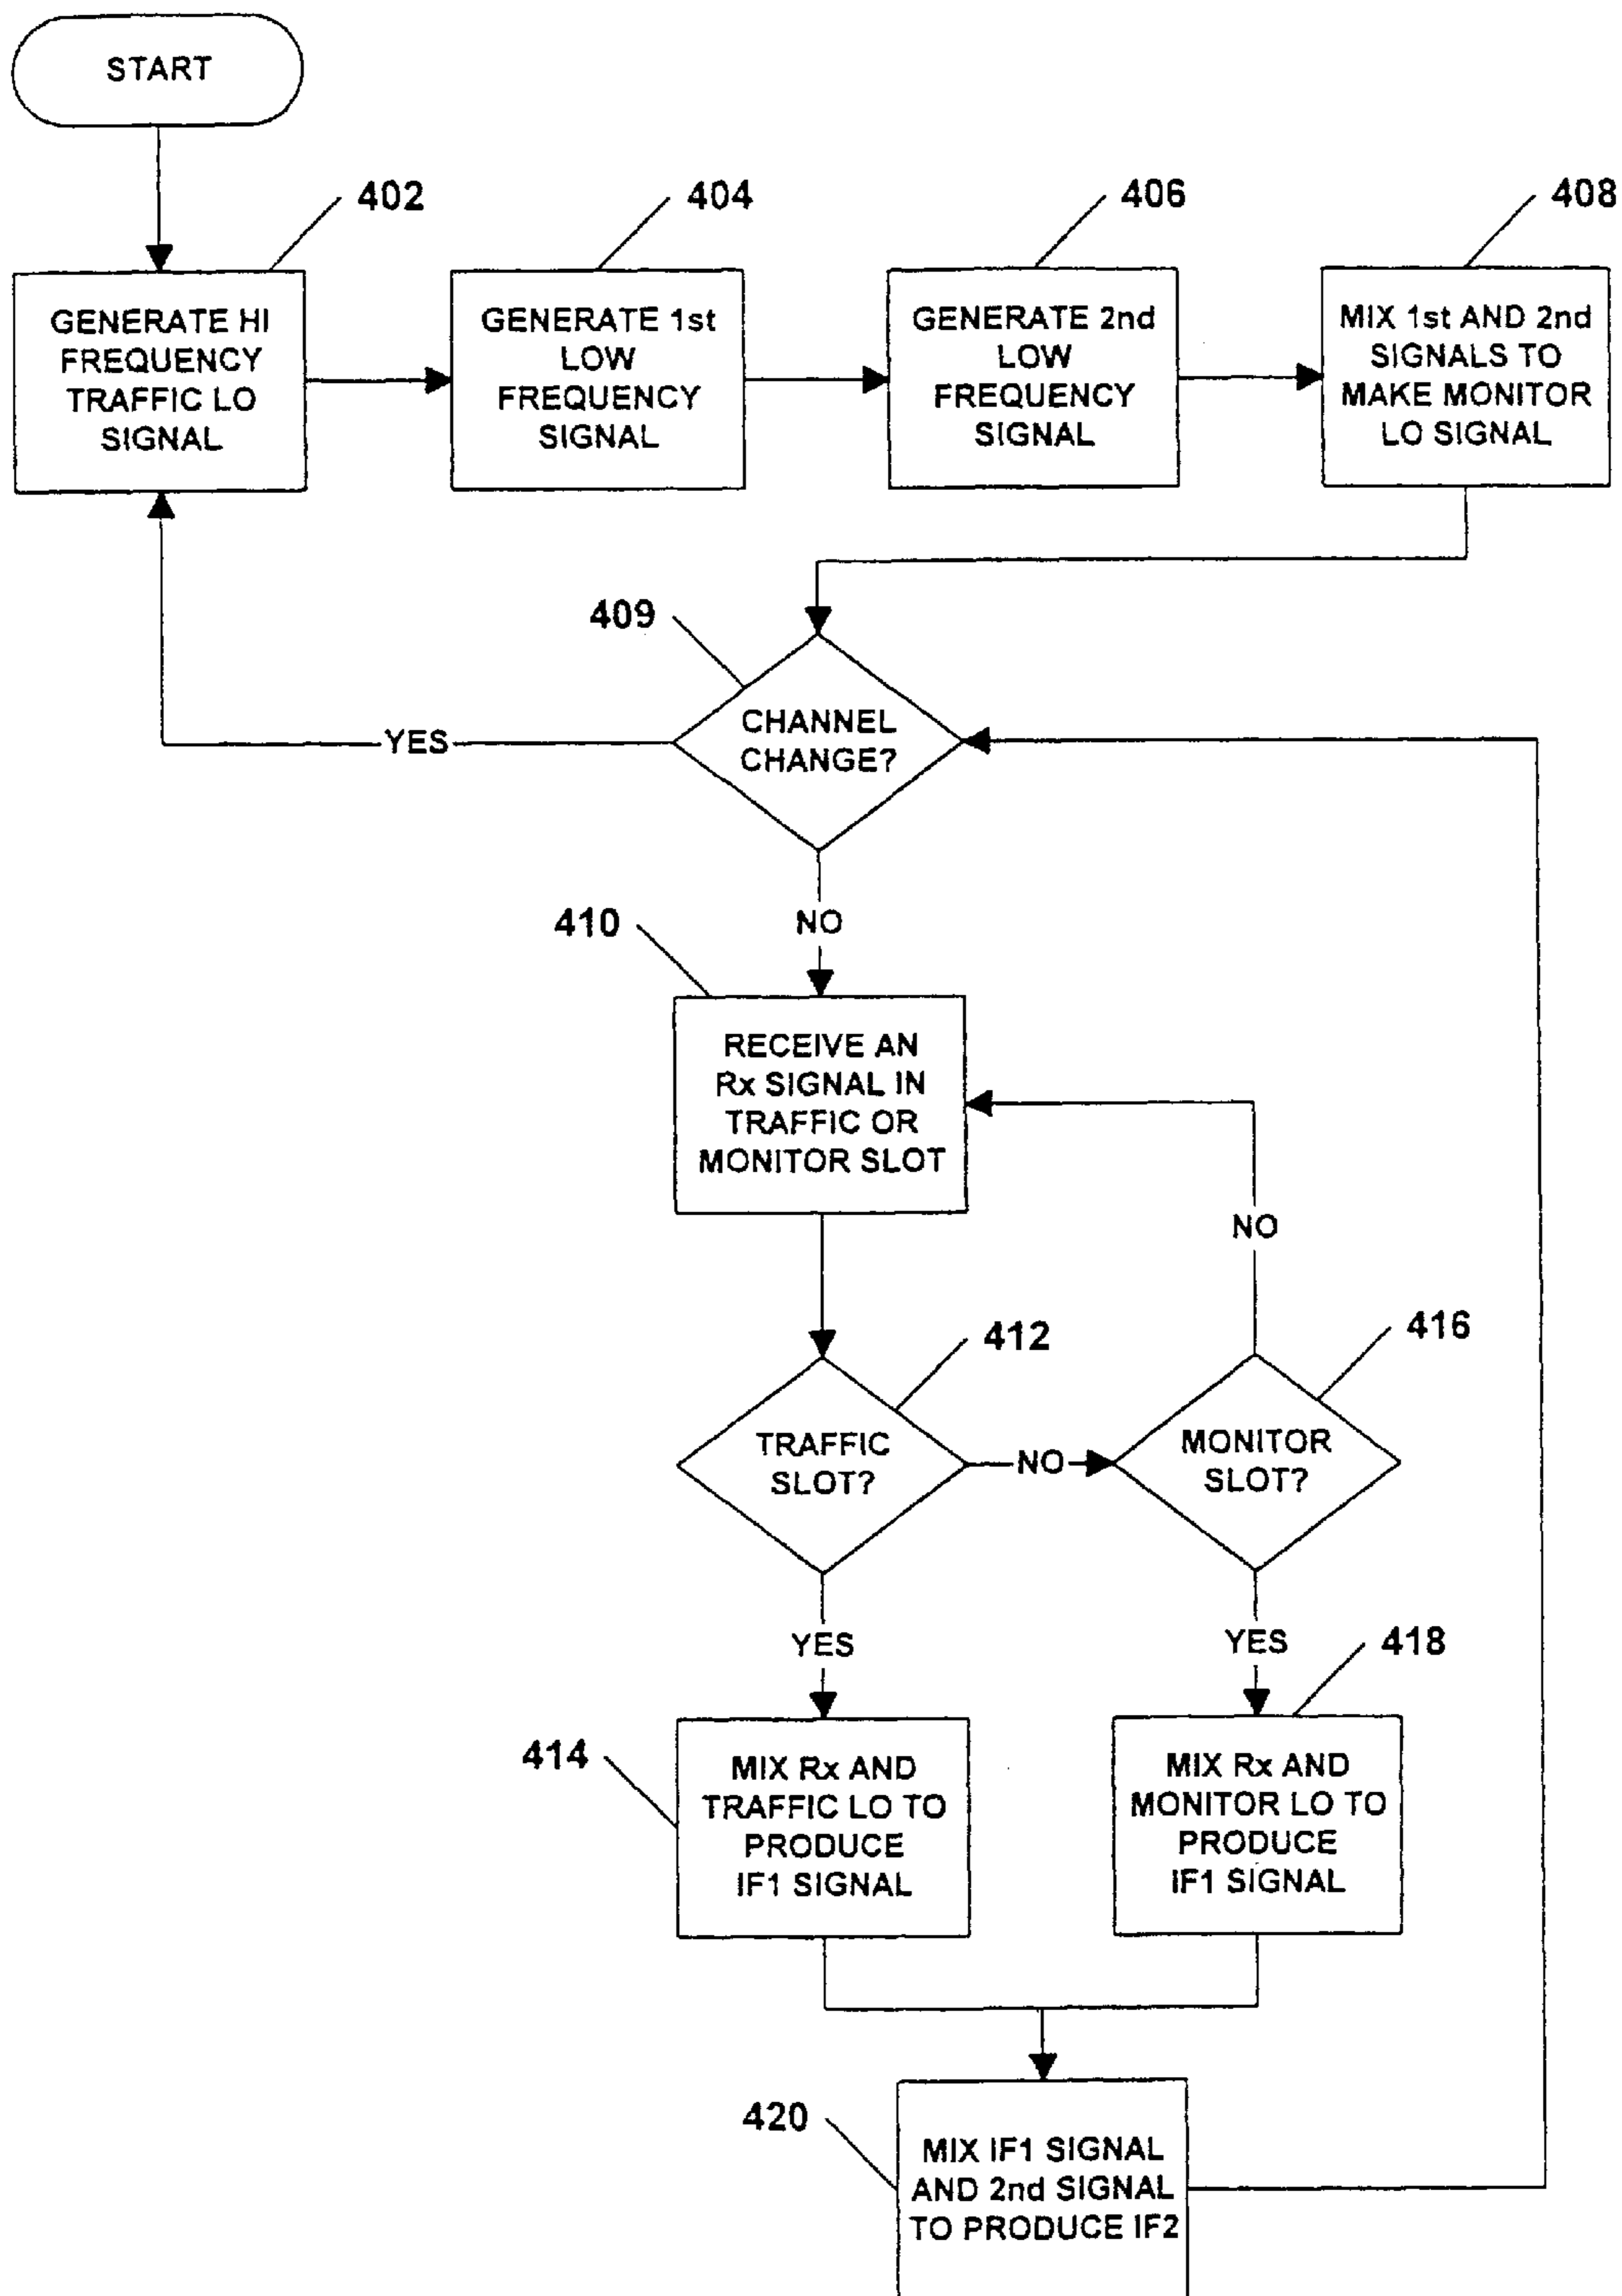 START
402
404
406
408
GENERATE HI
FREQUENCY
TRAFFIC LO
SIGNAL
GENERATE 1st
LOW
FREQUENCY
SIGNAL
GENERATE 2nd
LOW
FREQUENCY
SIGNAL
MIX 1st AND 2nd
SIGNALS TO
MAKE MONITOR
LO SIGNAL
409
CHANNEL
CHANGE?
YES
NO
410
RECEIVE AN
Rx SIGNAL IN
TRAFFIC OR
MONITOR SLOT
NO
412
416
TRAFFIC
SLOT?
NO
MONITOR
SLOT?
YES
YES
418
414
MIX Rx AND
TRAFFIC LO TO
PRODUCE
IF1 SIGNAL
MIX Rx AND
MONITOR LO TO
PRODUCE
IF1 SIGNAL
420
MIX IF1 SIGNAL
AND 2nd SIGNAL
TO PRODUCE IF2